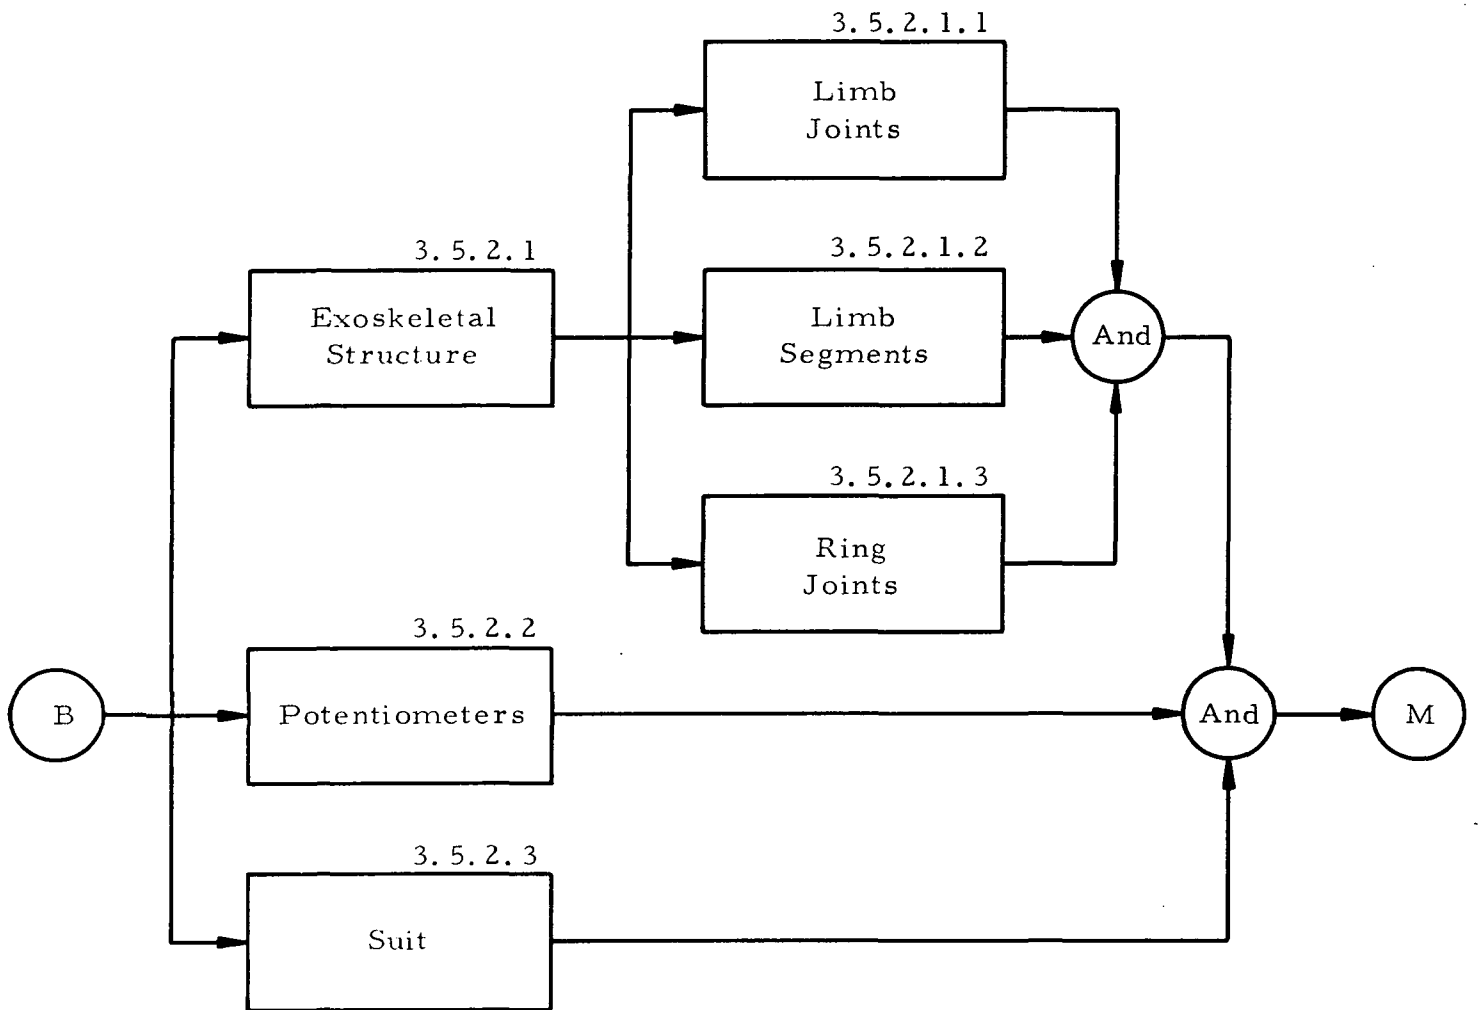 3.5.2.1.1
Limb
Joints
3.5.2.1
Exoskeletal
Structure
3.5.2.1.2
Limb
Segments
And
3.5.2.1.3
Ring
Joints
3.5.2.2
B
Potentiometers
And
M
3.5.2.3
Suit